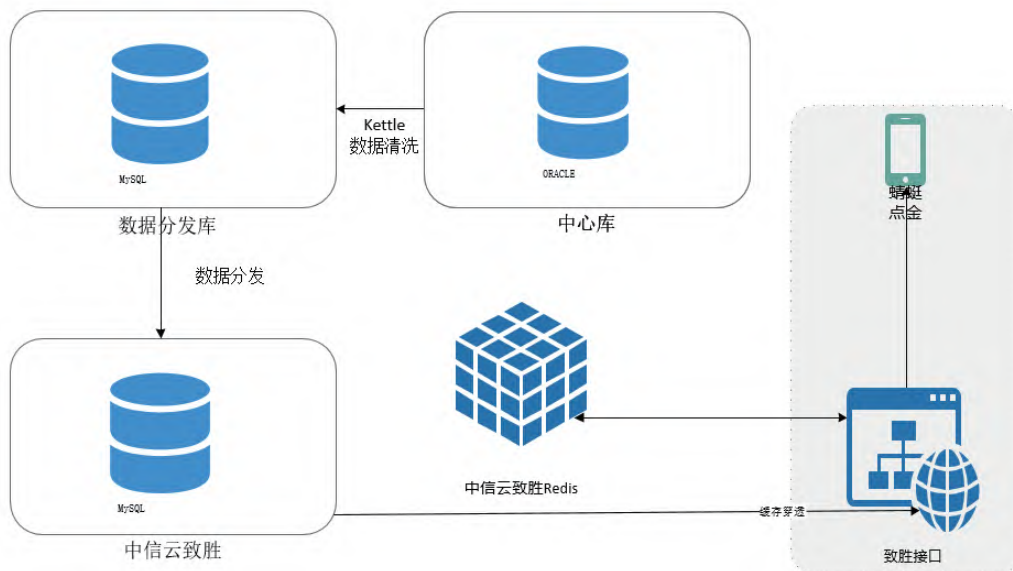 MySQL
数据分发库
Kettle
数据清洗
ORACLE
中心库
蜻蜓
点金
数据分发
中信云致胜Redis
MySQL
中信云致胜
缓存穿透
致胜接口